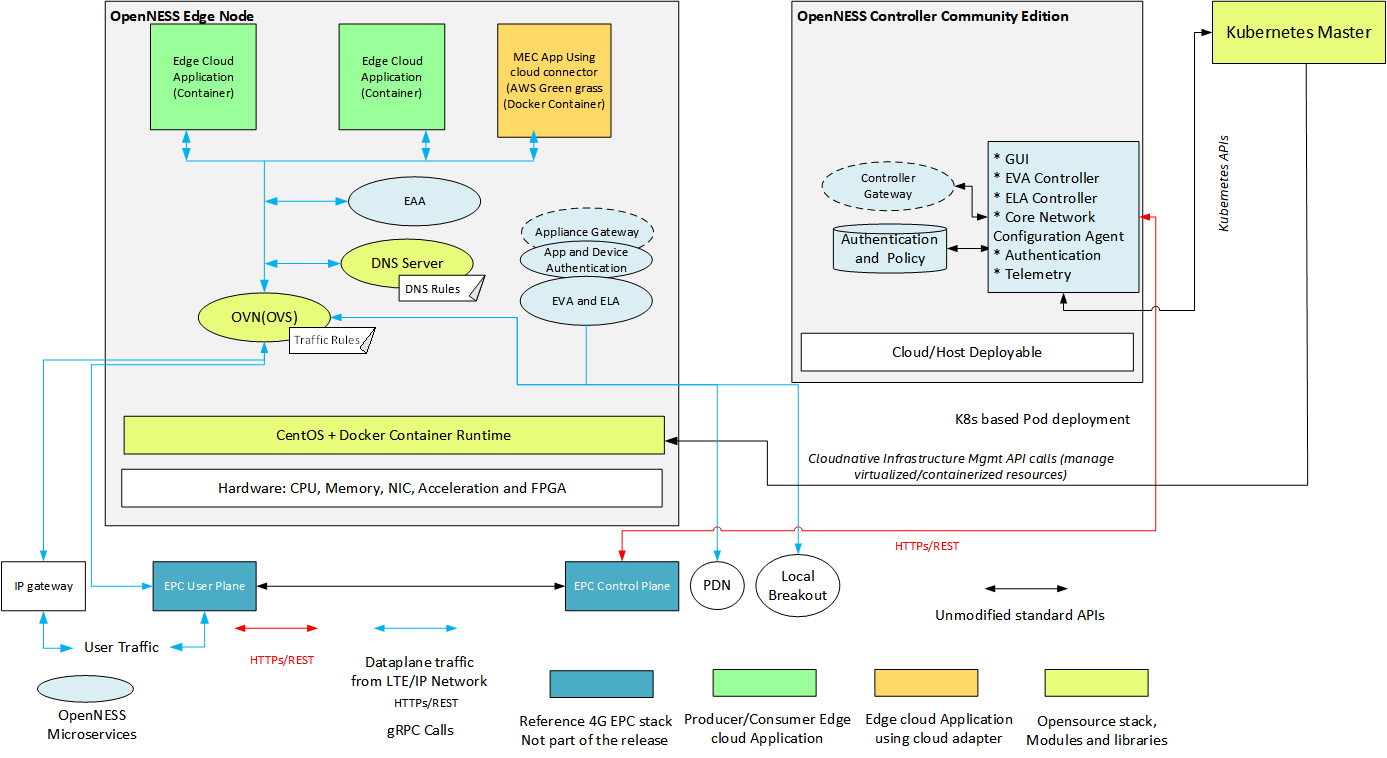 OpenNESS Edge Node
Edge Cloud
Application
(Container)
Edge Cloud
Application
(Container)
MEC App Using
cloud connector
(AWS Green grass
(Docker Container)
EAA
DNS Server
DNS Rules
OVN(OVS)
Traffic Rules
Appliance Gateway
App and Device
Authentication
EVA and ELA
CentOS + Docker Container Runtime
Hardware: CPU, Memory, NIC, Acceleration and FPGA
OpenNESS Controller Community Edition
Controller
Gateway
Authentication
and Policy
* GUI
* EVA Controller
* ELA Controller
* Core Network
Configuration Agent
* Authentication
* Telemetry
Cloud/Host Deployable
Kubernetes Master
Kubernetes APIs
K8s based Pod deployment
Cloudnative Infrastructure Mgmt API calls (manage
virtualized/containerized resources)
HTTPs/REST
IP gateway
EPC User Plane
EPC Control Plane
PDN
Local
Breakout
User Traffic
HTTPs/REST
Dataplane traffic
from LTE/IP Network
HTTPs/REST
gRPC Calls
Unmodified standard APIs
OpenNESS
Microservices
Reference 4G EPC stack
Not part of the release
Producer/Consumer Edge
cloud Application
Edge cloud Application
using cloud adapter
Opensource stack,
Modules and libraries